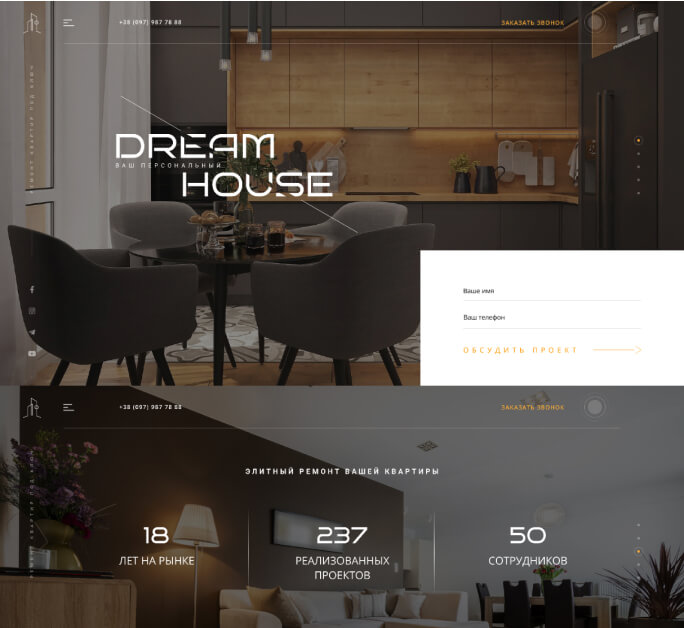 +38 (097) 987 78 88
ЗАКАЗАТЬ ЗВОНОК
РЕМОНТ КВАРТИР ПОД КЛЮЧ
DREAM
ВАШ ПЕРСОНАЛЬНЫЙ
HOUSE
Ваше имя
Ваш телефон
ОБСУДИТЬ ПРОЕКТ
+38 (097) 987 78 88
ЗАКАЗАТЬ ЗВОНОК
РЕМОНТ КВАРТИР ПОД КЛЮЧ
ЭЛИТНЫЙ РЕМОНТ ВАШЕЙ КВАРТИРЫ
18
ЛЕТ НА РЫНКЕ
237
РЕАЛИЗОВАННЫХ
ПРОЕКТОВ
50
СОТРУДНИКОВ